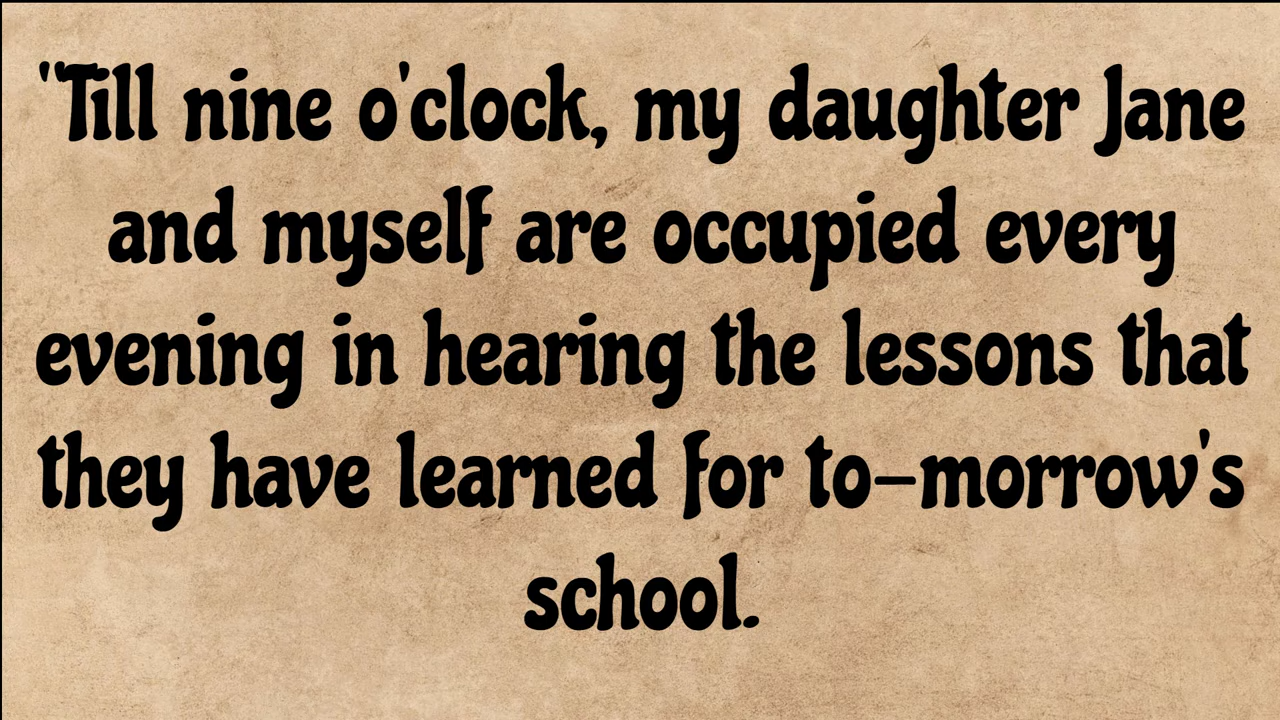 "Till nine o'clock, my daughter Jane
and myself are occupied every
evening in hearing the lessons that
they have learned for to-morrow's
school.